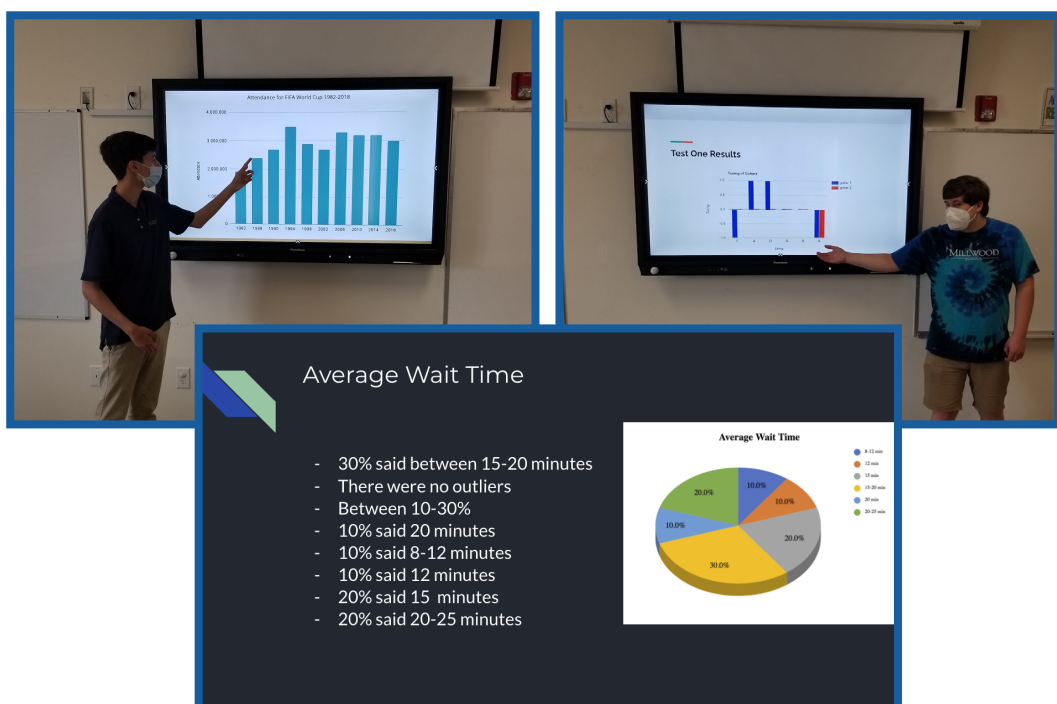 Attendance for FIFA World Cup 1982-2018
4,000,000
3,000,000
2,000,000
0
1982 1986 1990 1994 1998 2002 2006 2010 2014 2018
Test One Results
MILLWOOD
Average Wait Time
- 30% said between 15-20 minutes
- There were no outliers
- Between 10-30%
- 10% said 20 minutes
- 10% said 8-12 minutes
- 10% said 12 minutes
- 20% said 15 minutes
- 20% said 20-25 minutes
Average Wait Time
8-12 min
12 min
15 min
15-20 min
20 min
20-25 min
10.0%
10.0%
20.0%
30.0%
10.0%
20.0%